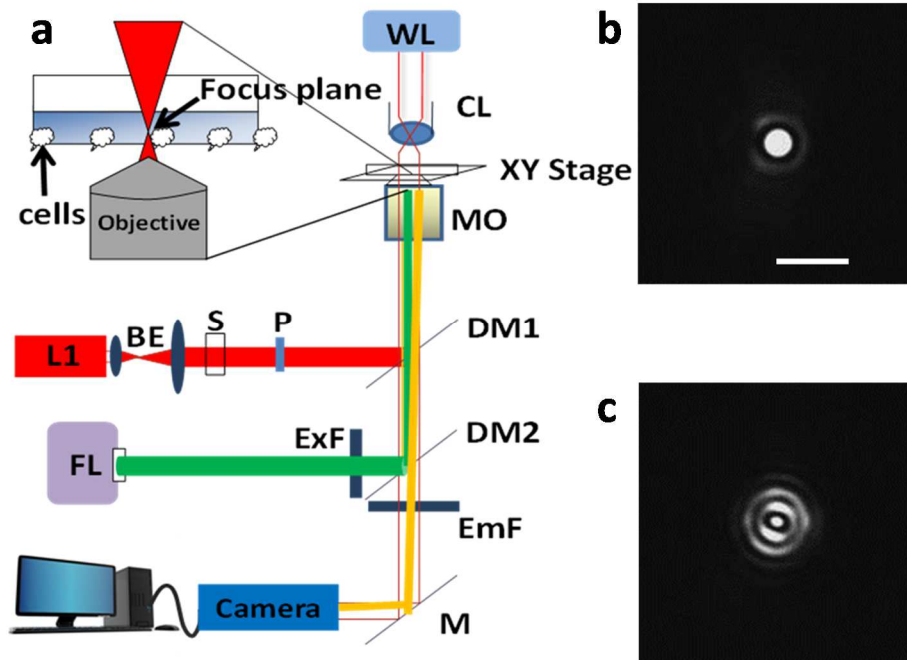 a
WL
b
Focus plane
CL
XY Stage
cells
Objective
MO
S
P
DM1
BE
L1
c
ExF
DM2
FL
EmF
Camera
M